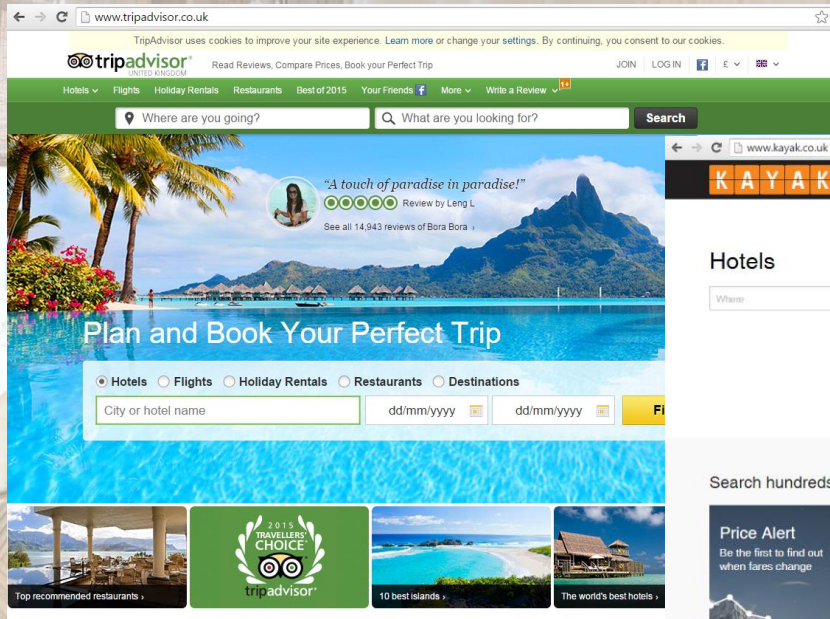 www.tripadvisor.co.uk
TripAdvisor uses cookies to improve your site experience. Learn more or change your settings. By continuing, you consent to our cookies.
tripadvisor®
UNITED KINGDOM
Read Reviews, Compare Prices, Book your Perfect Trip
JOIN LOG IN f £
Hotels Flights Holiday Rentals Restaurants Best of 2015 Your Friends f More Write a Review 1+
Where are you going? What are you looking for? Search
"A touch of paradise in paradise!"
Review by Leng L
See all 14,943 reviews of Bora Bora ›
Plan and Book Your Perfect Trip
Hotels Flights Holiday Rentals Restaurants Destinations
City or hotel name dd/mm/yyyy dd/mm/yyyy Fi
Top recommended restaurants ›
2015
TRAVELLERS'
CHOICE
tripadvisor®
10 best islands ›
The world's best hotels ›
www.kayak.co.uk
KAYAK
Hotels
Where
Search hundreds
Price Alert
Be the first to find out
when fares change